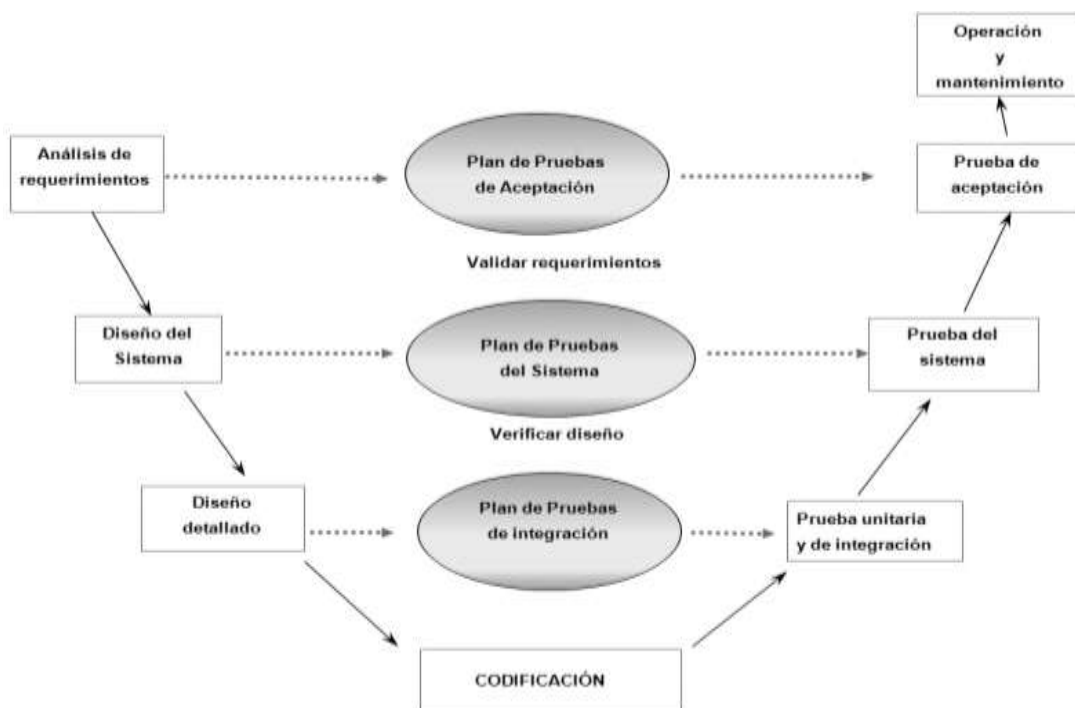 Operación
y
mantenimiento
Análisis de
requerimientos
Plan de Pruebas
de Aceptación
Prueba de
aceptación
Validar requerimientos
Diseño del
Sistema
Plan de Pruebas
del Sistema
Prueba del
sistema
Verificar diseño
Diseño
detallado
Plan de Pruebas
de integración
Prueba unitaria
y de integración
CODIFICACIÓN